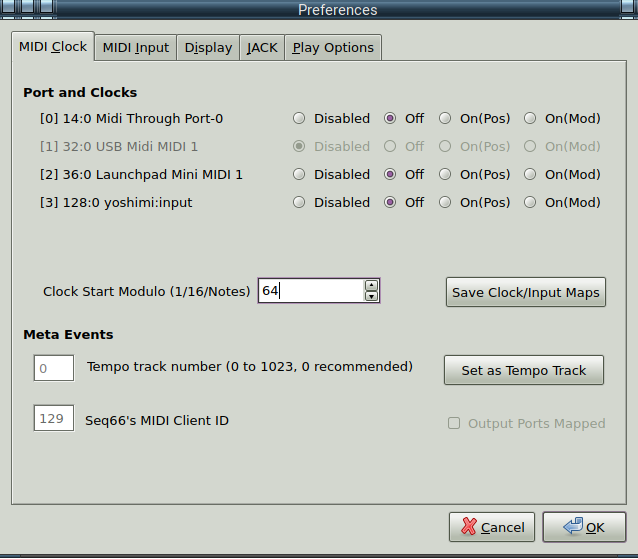 Preferences
MIDI Clock MIDI Input Display JACK Play Options
Port and Clocks
[0] 14:0 Midi Through Port-0 Disabled Off On(Pos) On(Mod)
[1] 32:0 USB Midi MIDI 1 Disabled Off On(Pos) On(Mod)
[2] 36:0 Launchpad Mini MIDI 1 Disabled Off On(Pos) On(Mod)
[3] 128:0 yoshimi:input Disabled Off On(Pos) On(Mod)
Clock Start Modulo (1/16/Notes) 64 Save Clock/Input Maps
Meta Events
0 Tempo track number (0 to 1023, 0 recommended) Set as Tempo Track
129 Seq66's MIDI Client ID Output Ports Mapped
Cancel OK